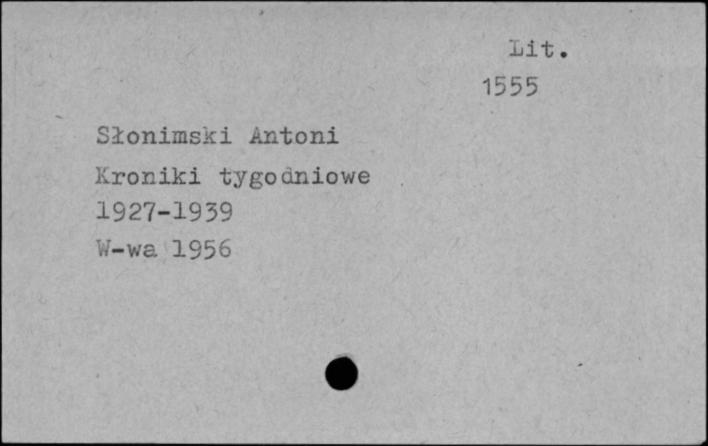 Lit.
1555
Słonimski Antoni
Kroniki tygodniowe
1927-1939
W-wa 1956